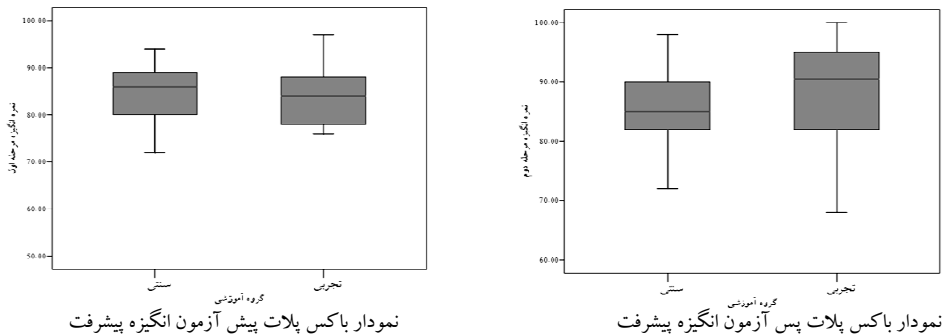 100.00
90.00
80.00
70.00
60.00
50.00
نمره انگیزه مرحله اول
سنتی
تجربی
گروه آموزشی
نمودار باکس پلات پیش آزمون انگیزه پیشرفت
100.00
90.00
80.00
70.00
60.00
نمره انگیزه مرحله دوم
سنتی
تجربی
گروه آموزشی
نمودار باکس پلات پس آزمون انگیزه پیشرفت